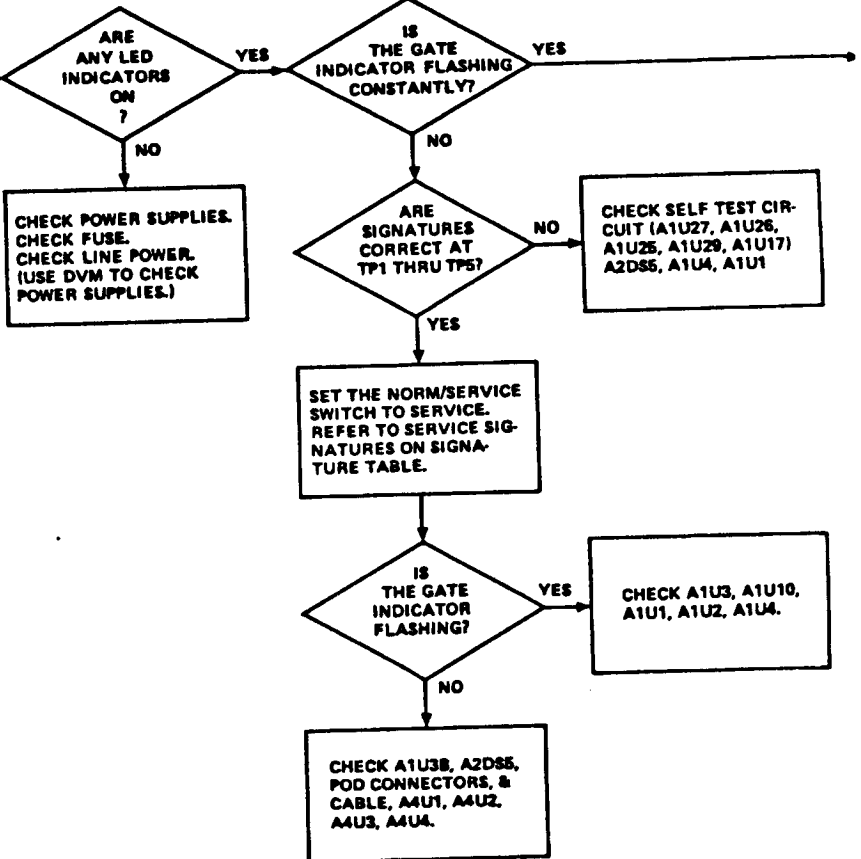 ARE
ANY LED
INDICATORS
ON
?
YES
NO
IS
THE GATE
INDICATOR FLASHING
CONSTANTLY?
YES
NO
CHECK POWER SUPPLIES.
CHECK FUSE.
CHECK LINE POWER.
(USE DVM TO CHECK
POWER SUPPLIES.)
ARE
SIGNATURES
CORRECT AT
TP1 THRU TP5?
NO
YES
CHECK SELF TEST CIR-
CUIT (A1U27, A1U26,
A1U25, A1U29, A1U17)
A2DS5, A1U4, A1U1
SET THE NORM/SERVICE
SWITCH TO SERVICE.
REFER TO SERVICE SIG-
NATURES ON SIGNA-
TURE TABLE.
IS
THE GATE
INDICATOR
FLASHING?
YES
NO
CHECK A1U3, A1U10,
A1U1, A1U2, A1U4.
CHECK A1U3B, A2DS5,
POD CONNECTORS, &
CABLE, A4U1, A4U2,
A4U3, A4U4.